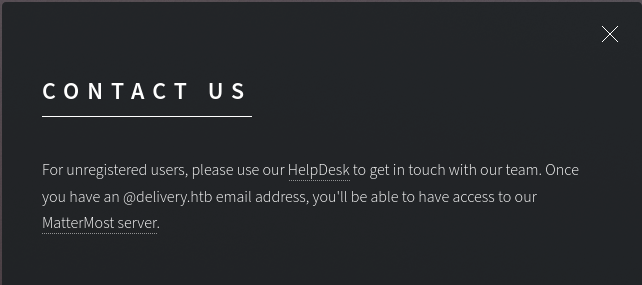 CONTACT US
For unregistered users, please use our HelpDesk to get in touch with our team. Once
you have an @delivery.htb email address, you'll be able to have access to our
MatterMost server.